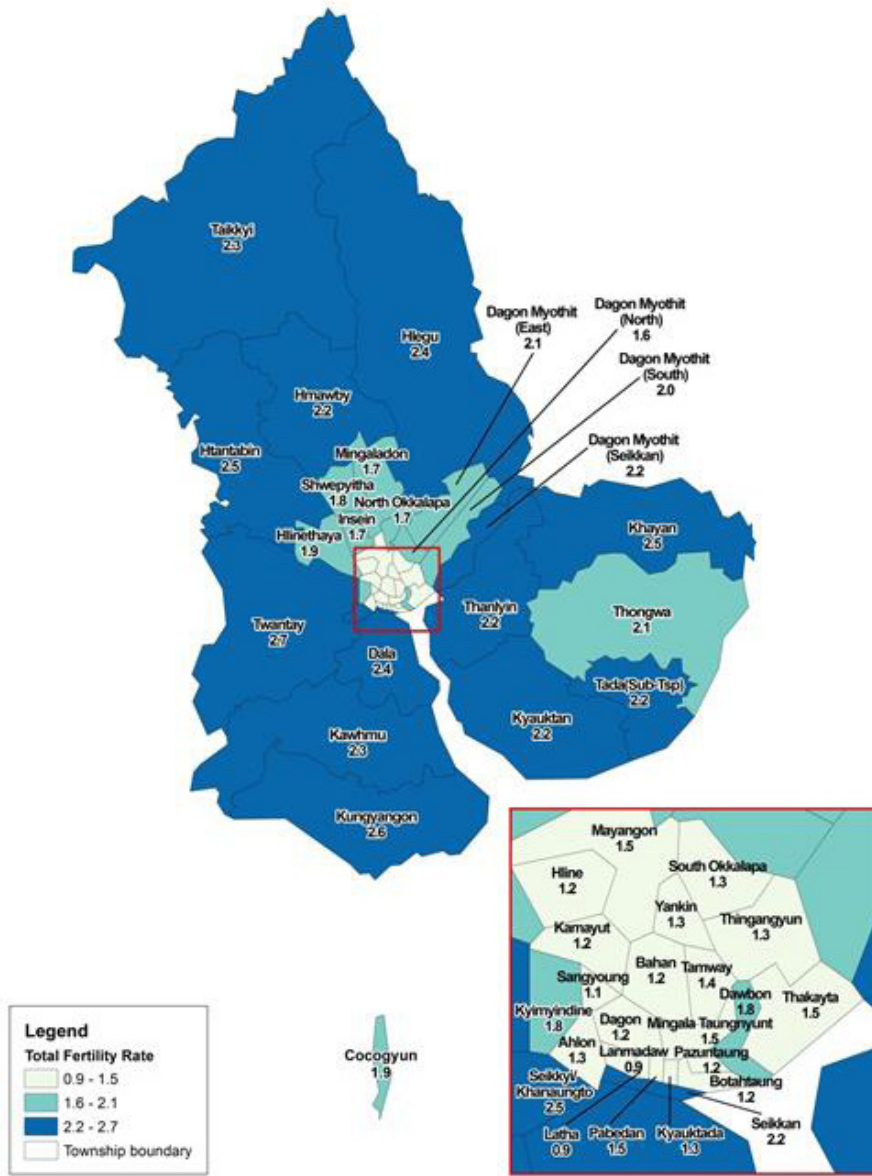 Taikkyi
2.3
Hlegu
2.4
Dagon Myothit
(East)
2.1
Dagon Myothit
(North)
1.6
Dagon Myothit
(South)
2.0
Dagon Myothit
(Seikkan)
2.2
Hmawby
2.2
Htantabin
2.5
Mingaladon
1.7
Shwepyitha
1.8
North Okkalapa
1.7
Insein
1.7
Hlinethaya
1.9
Khayan
2.5
Thongwa
2.1
Thanlyin
2.2
Twantay
2.7
Dala
2.4
Tada(Sub-Tsp)
2.2
Kyauktan
2.2
Kawhmu
2.3
Kungyangon
2.6
Mayangon
1.5
South Okkalapa
1.3
Hline
1.2
Yankin
1.3
Thingangyun
1.3
Kamayut
1.2
Bahan
1.2
Tamway
1.4
Sangyoung
1.1
Dawbon
1.8
Thakayta
1.5
Kyimyindine
1.8
Dagon
1.2
Mingala Taungnyunt
1.5
Ahlon
1.3
Lanmadaw
0.9
Pazuntaung
1.2
Seikkyi/
Khanaungto
2.5
Botahtaung
1.2
Latha
0.9
Pabedan
1.5
Kyauktada
1.3
Seikkan
2.2
Cocogyun
1.9
Legend
Total Fertility Rate
0.9 - 1.5
1.6 - 2.1
2.2 - 2.7
Township boundary